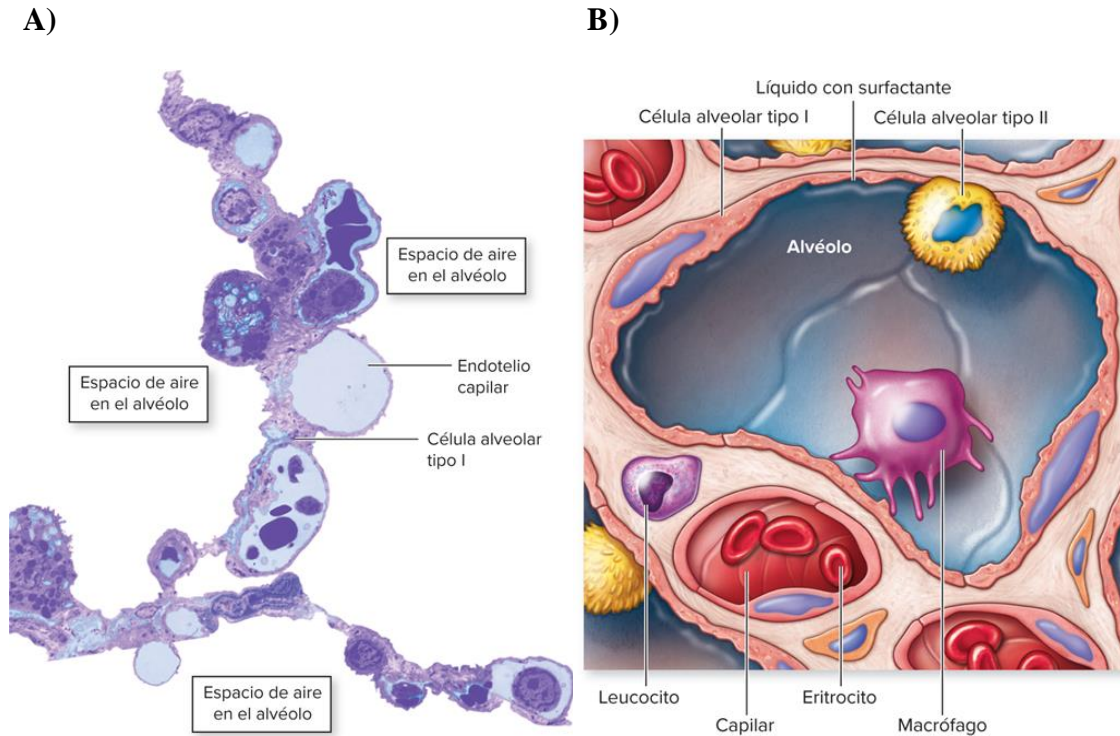 A)
B)
Espacio de aire
en el alvéolo
Espacio de aire
en el alvéolo
Endotelio
capilar
Célula alveolar
tipo I
Espacio de aire
en el alvéolo
Líquido con surfactante
Célula alveolar tipo I
Célula alveolar tipo II
Alvéolo
Leucocito
Eritrocito
Capilar
Macrófago